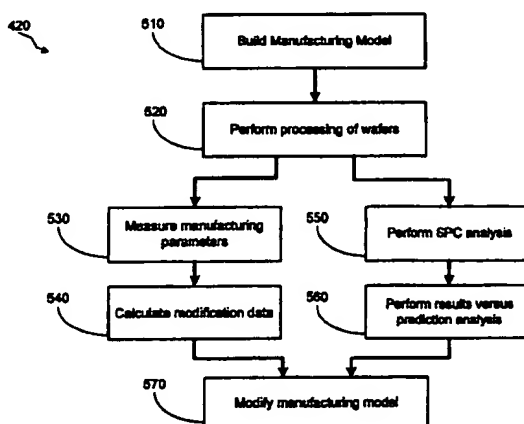 420
510
Build Manufacturing Model
520
Perform processing of wafers
530
Measure manufacturing
parameters
550
Perform SPC analysis
540
Calculate modification data
560
Perform results versus
prediction analysis
570
Modify manufacturing model